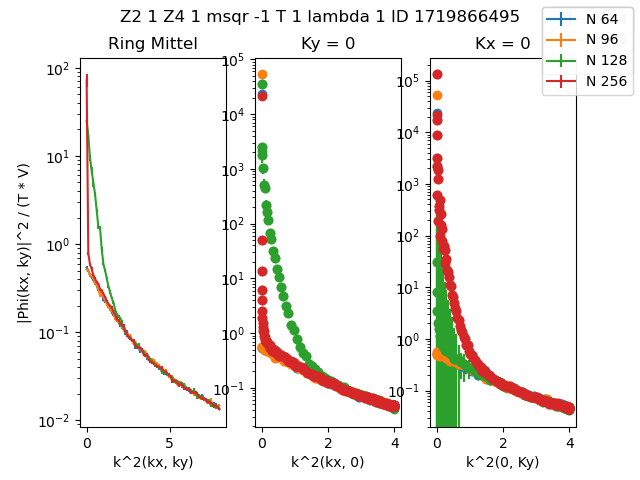 Z2 1 Z4 1 msqr -1 T 1 lambda 1 ID 1719866495
N 64
N 96
N 128
N 256
Ring Mittel
Ky = 0
Kx = 0
|Phi(kx, ky)|^2 / (T * V)
10^2
10^1
10^0
10^-1
10^-2
0
5
k^2(kx, ky)
10^5
10^4
10^3
10^2
10^1
10^0
10^-1
0
2
4
k^2(kx, 0)
10^5
10^4
10^3
10^2
10^1
10^0
10^-1
0
2
4
k^2(0, Ky)